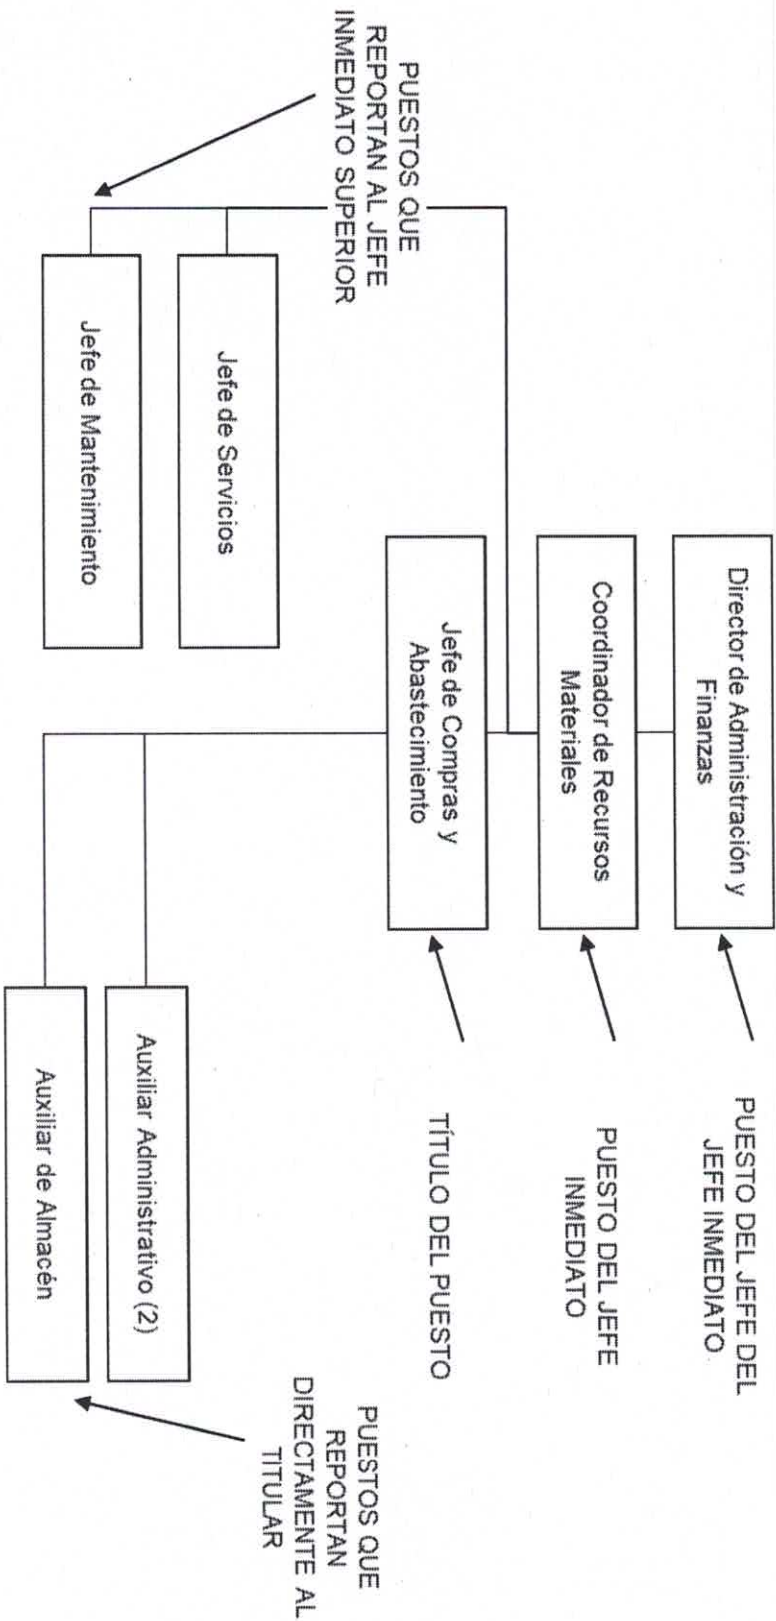 Director de Administración y
Finanzas
PUESTO DEL JEFE DEL
JEFE INMEDIATO
Coordinador de Recursos
Materiales
PUESTO DEL JEFE
INMEDIATO
Jefe de Compras y
Abastecimiento
TÍTULO DEL PUESTO
PUESTOS QUE
REPORTAN AL JEFE
INMEDIATO SUPERIOR
Jefe de Servicios
Jefe de Mantenimiento
Auxiliar Administrativo (2)
Auxiliar de Almacén
PUESTOS QUE
REPORTAN
DIRECTAMENTE AL
TITULAR